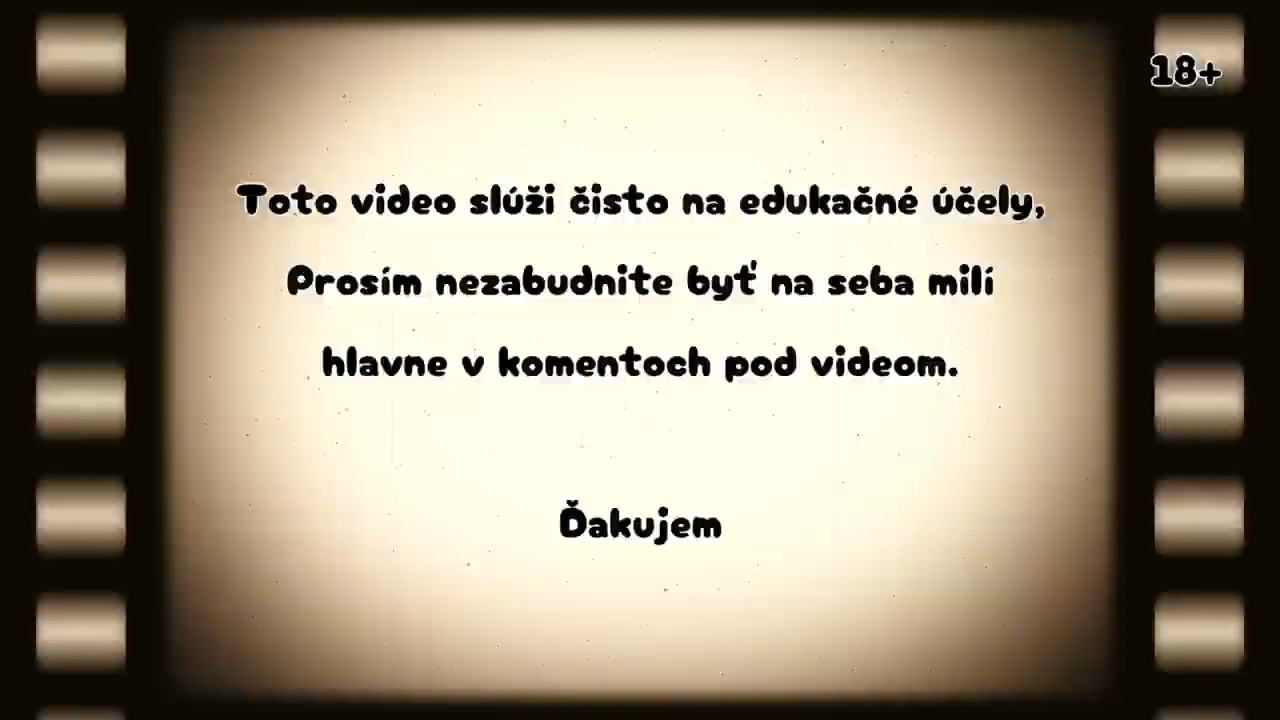 18+
Toto video slúži čisto na edukačné účely,
Prosím nezabudnite byť na seba milí
hlavne v komentoch pod videom.
Ďakujem